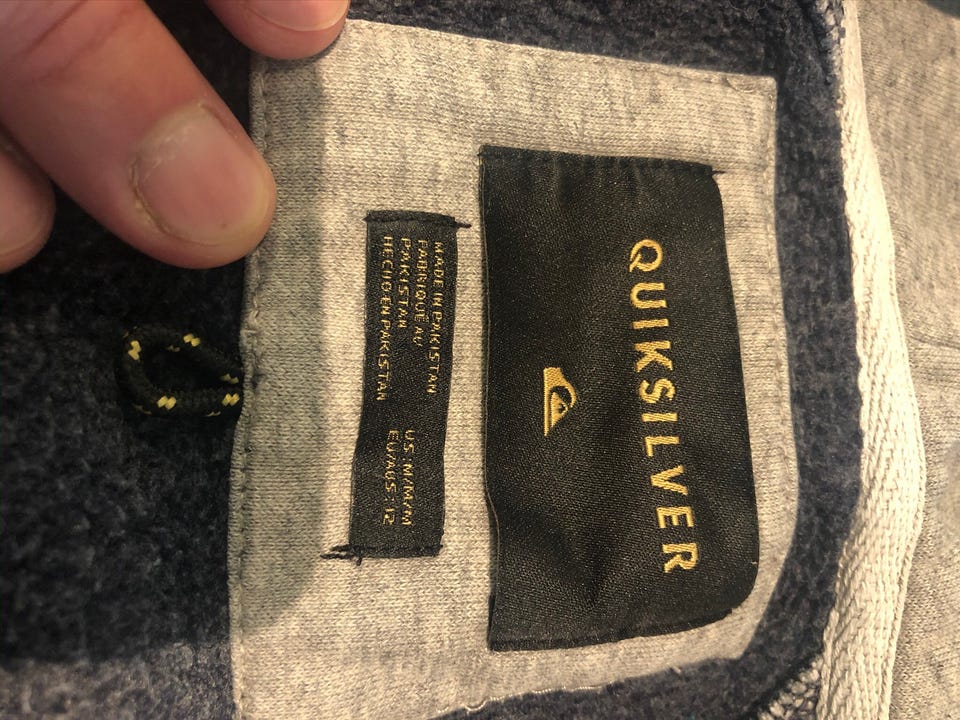 QUIKSILVER
MADE IN PAKISTAN
FABRIQUÉ AU
PAKISTAN
HECHO EN PAKISTAN
US : M/M/M
EU/AUS : 12